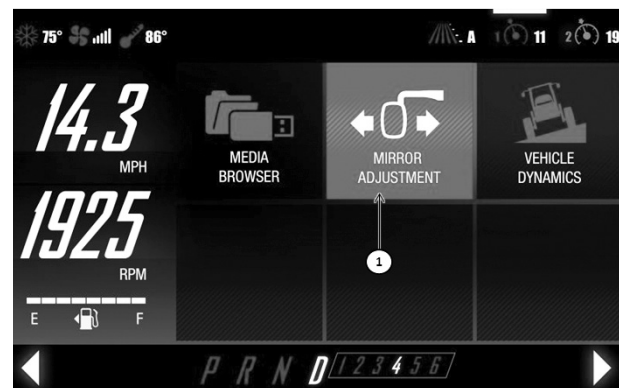 75° 86° A 1 11 2 19
14.3
MPH
1925
RPM
E F
MEDIA
BROWSER
MIRROR
ADJUSTMENT
VEHICLE
DYNAMICS
1
P R N D 1 2 3 4 5 6